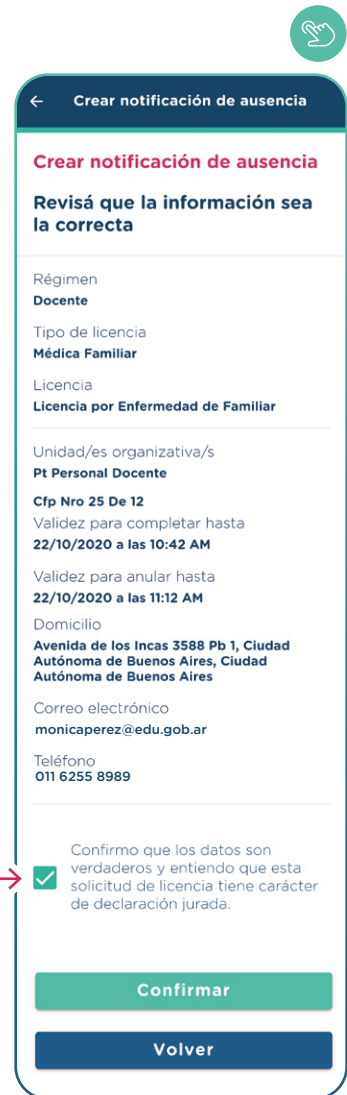 Crear notificación de ausencia
Crear notificación de ausencia
Revisá que la información sea
la correcta
Régimen
Docente
Tipo de licencia
Médica Familiar
Licencia
Licencia por Enfermedad de Familiar
Unidad/es organizativa/s
Pt Personal Docente
Cfp Nro 25 De 12
Validez para completar hasta
22/10/2020 a las 10:42 AM
Validez para anular hasta
22/10/2020 a las 11:12 AM
Domicilio
Avenida de los Incas 3588 Pb 1, Ciudad
Autónoma de Buenos Aires, Ciudad
Autónoma de Buenos Aires
Correo electrónico
monicaperez@edu.gob.ar
Teléfono
011 6255 8989
Confirmo que los datos son
verdaderos y entiendo que esta
solicitud de licencia tiene carácter
de declaración jurada.
Confirmar
Volver